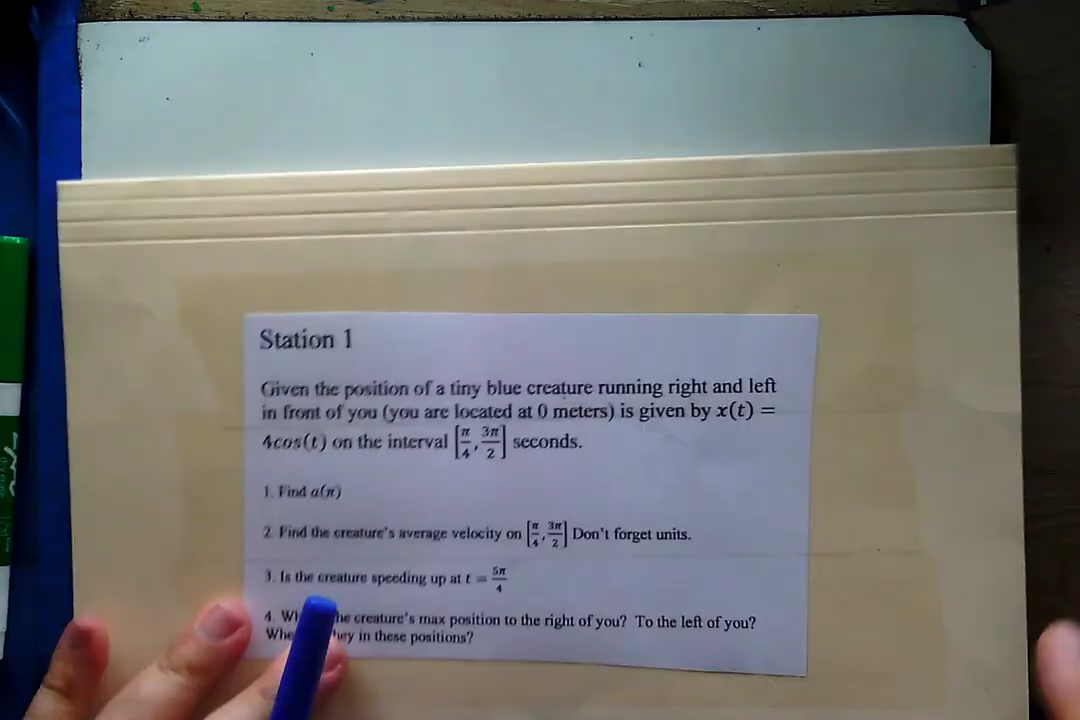 Station 1
Given the position of a tiny blue creature running right and left
in front of you (you are located at 0 meters) is given by x(t) =
4cos(t) on the interval [π/4, 3π/2] seconds.
1. Find a(π)
2. Find the creature's average velocity on [π/4, 3π/2] Don't forget units.
3. Is the creature speeding up at t = 5π/4
4. creature's max position to the right of you? To the left of you?
in these positions?